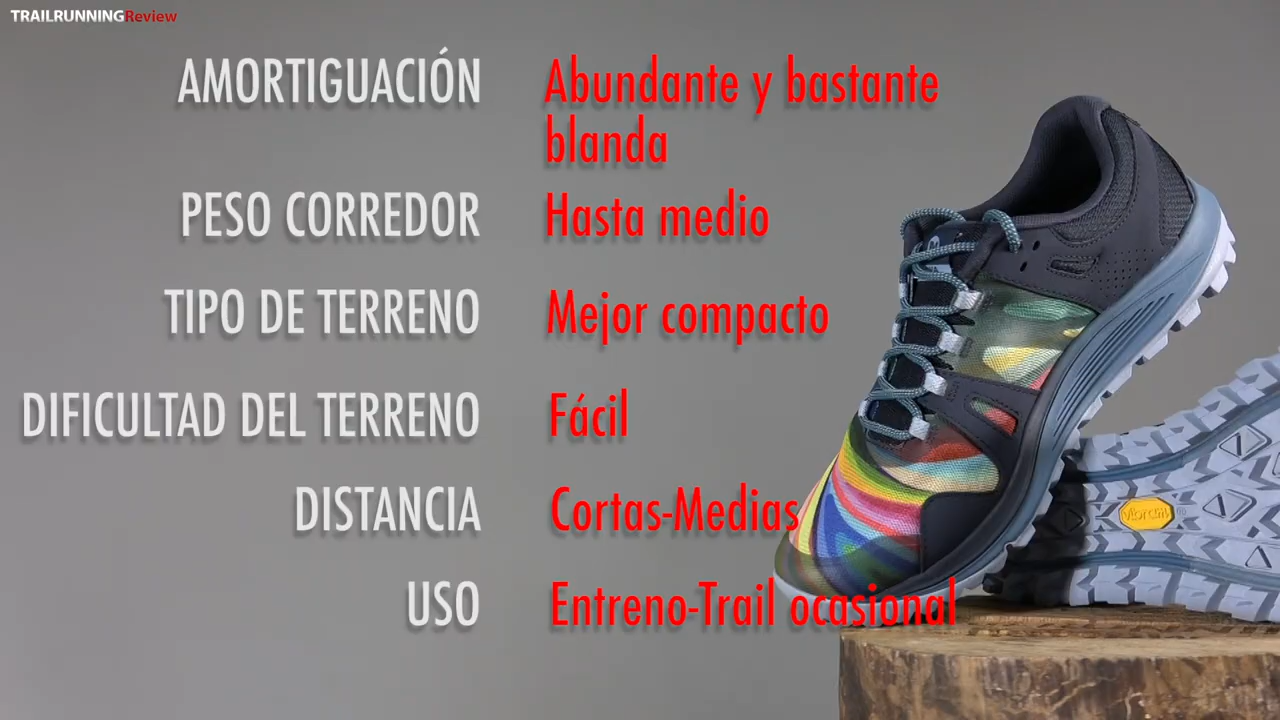 TRAILRUNNINGReview
AMORTIGUACIÓN Abundante y bastante
blanda
PESO CORREDOR Hasta medio
TIPO DE TERRENO Mejor compacto
DIFICULTAD DEL TERRENO Fácil
DISTANCIA Cortas-Medias
USO Entreno-Trail ocasional
vibram